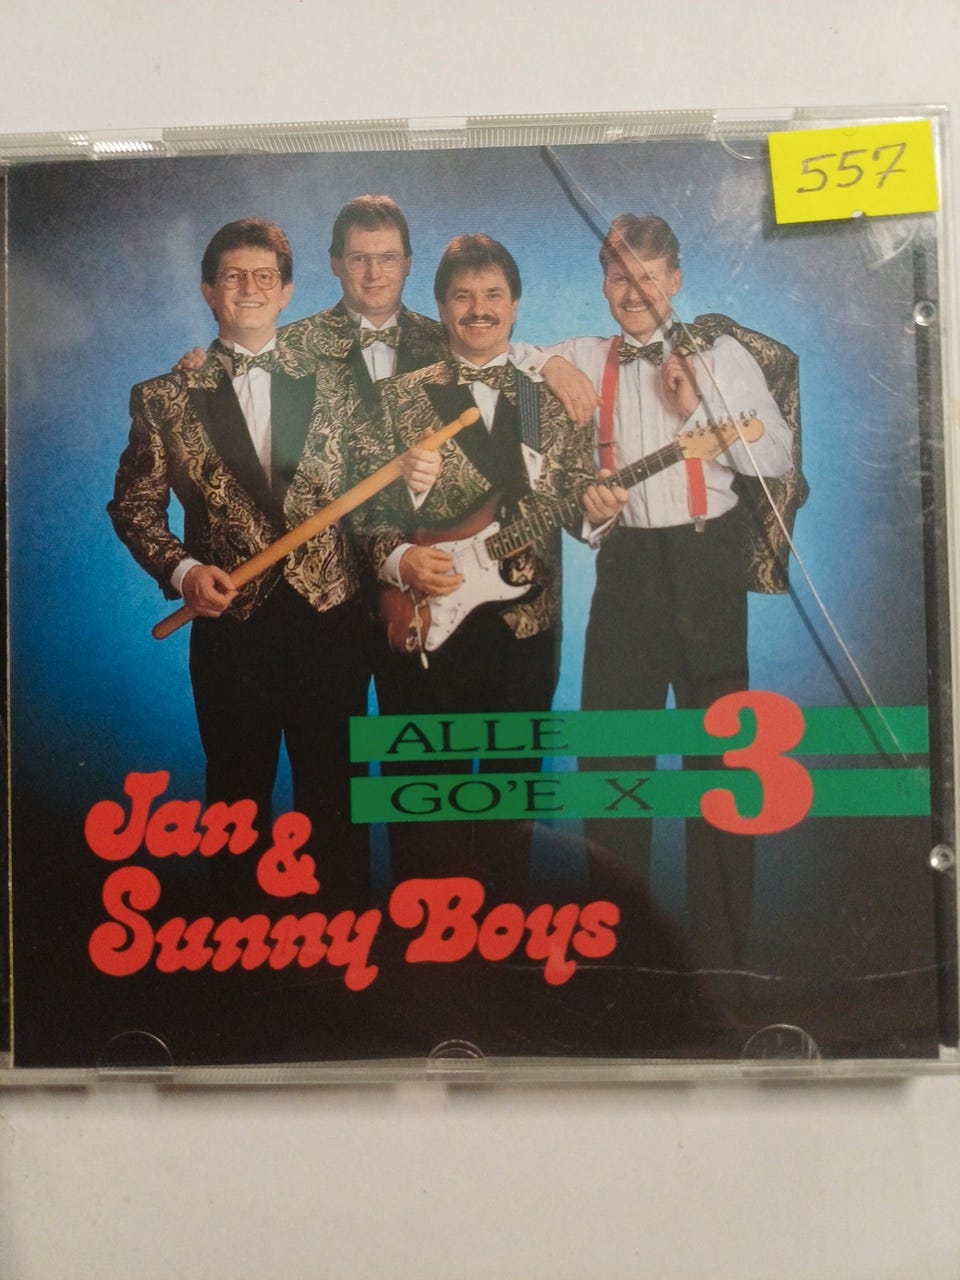 557
ALLE
GO'E X 3
Jan
&
Sunny Boys